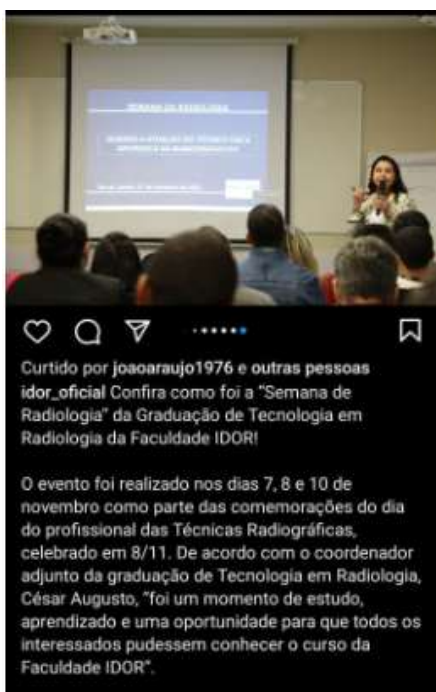 SEMANA DA RADIOLOGIA
Curtido por joaoaraujo1976 e outras pessoas
idor_oficial Confira como foi a "Semana de
Radiologia" da Graduação de Tecnologia em
Radiologia da Faculdade IDOR!
O evento foi realizado nos dias 7, 8 e 10 de
novembro como parte das comemorações do dia
do profissional das Técnicas Radiográficas,
celebrado em 8/11. De acordo com o coordenador
adjunto da graduação de Tecnologia em Radiologia,
César Augusto, "foi um momento de estudo,
aprendizado e uma oportunidade para que todos os
interessados pudessem conhecer o curso da
Faculdade IDOR".